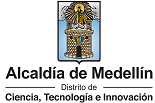 Alcaldía de Medellín
Distrito de
Ciencia, Tecnología e Innovación